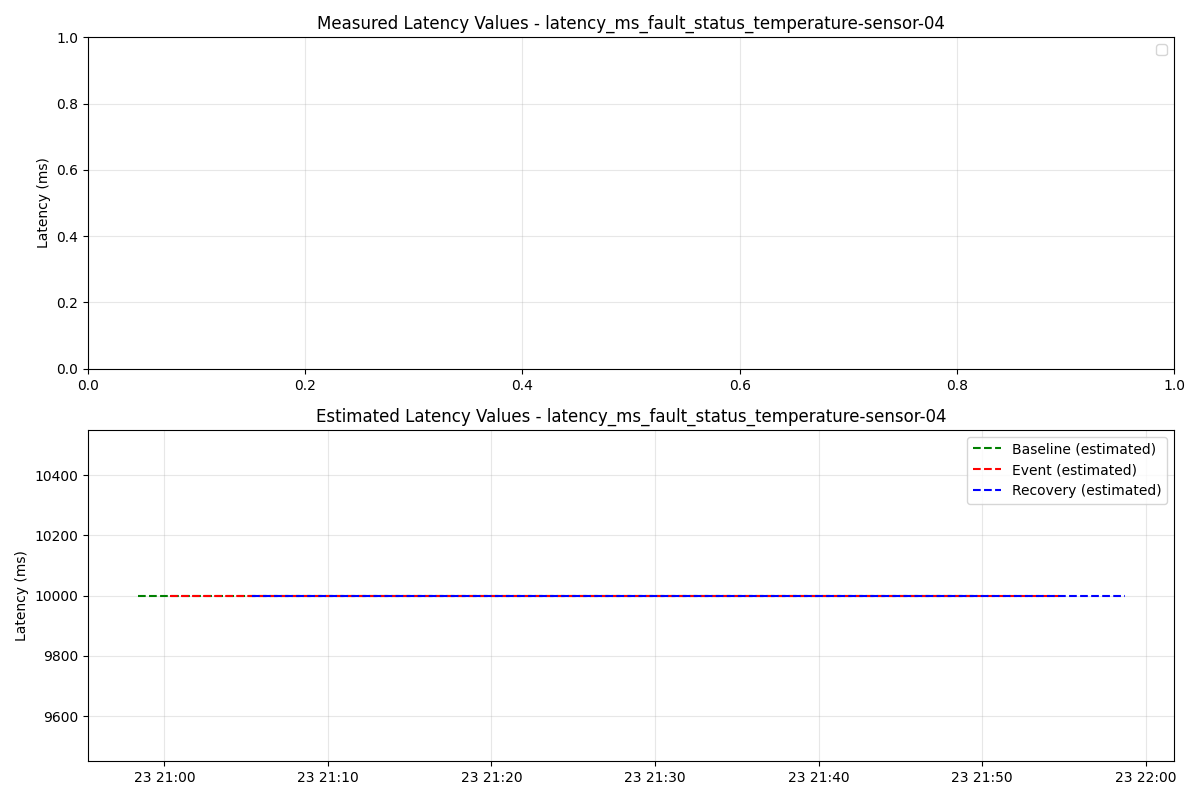 Measured Latency Values - latency_ms_fault_status_temperature-sensor-04
1.0
0.8
0.6
0.4
0.2
0.0
Latency (ms)
0.0 0.2 0.4 0.6 0.8 1.0
Estimated Latency Values - latency_ms_fault_status_temperature-sensor-04
Baseline (estimated)
Event (estimated)
Recovery (estimated)
10400
10200
10000
9800
9600
Latency (ms)
23 21:00 23 21:10 23 21:20 23 21:30 23 21:40 23 21:50 23 22:00